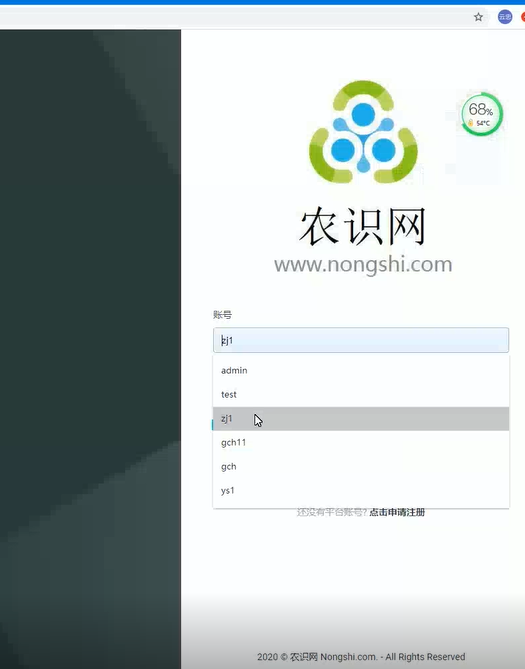 68%
54°C
农识网
www.nongshi.com
账号
zj1
admin
test
zj1
gch11
gch
ys1
还没有平台账号? 点击申请注册
2020 © 农识网 Nongshi.com. - All Rights Reserved